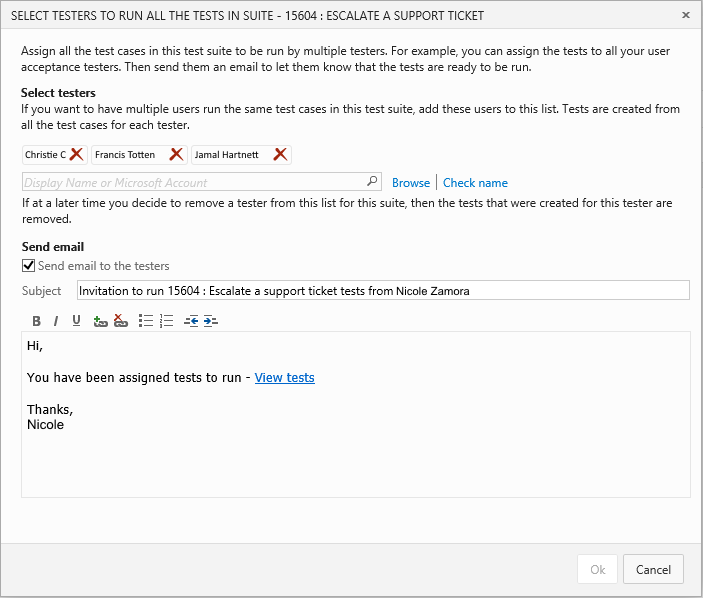 SELECT TESTERS TO RUN ALL THE TESTS IN SUITE - 15604 : ESCALATE A SUPPORT TICKET
Assign all the test cases in this test suite to be run by multiple testers. For example, you can assign the tests to all your user
acceptance testers. Then send them an email to let them know that the tests are ready to be run.
Select testers
If you want to have multiple users run the same test cases in this test suite, add these users to this list. Tests are created from
all the test cases for each tester.
Christie C Francis Totten Jamal Hartnett
Display Name or Microsoft Account Browse Check name
If at a later time you decide to remove a tester from this list for this suite, then the tests that were created for this tester are
removed.
Send email
Send email to the testers
Subject Invitation to run 15604 : Escalate a support ticket tests from Nicole Zamora
B I U
Hi,
You have been assigned tests to run - View tests
Thanks,
Nicole
Ok Cancel